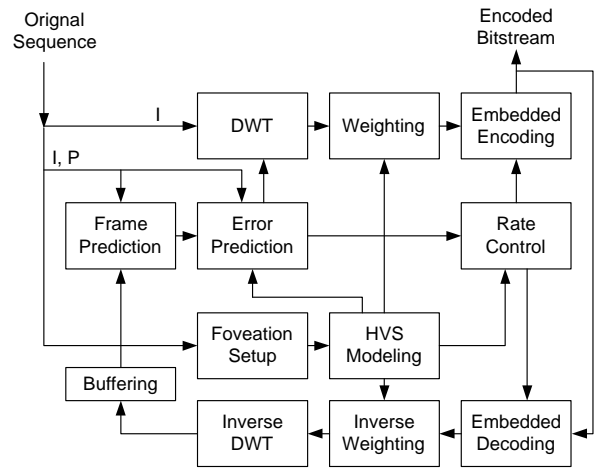 Orignal
Sequence
Encoded
Bitstream
I
DWT
Weighting
Embedded
Encoding
I, P
Frame
Prediction
Error
Prediction
Rate
Control
Foveation
Setup
HVS
Modeling
Buffering
Inverse
DWT
Inverse
Weighting
Embedded
Decoding